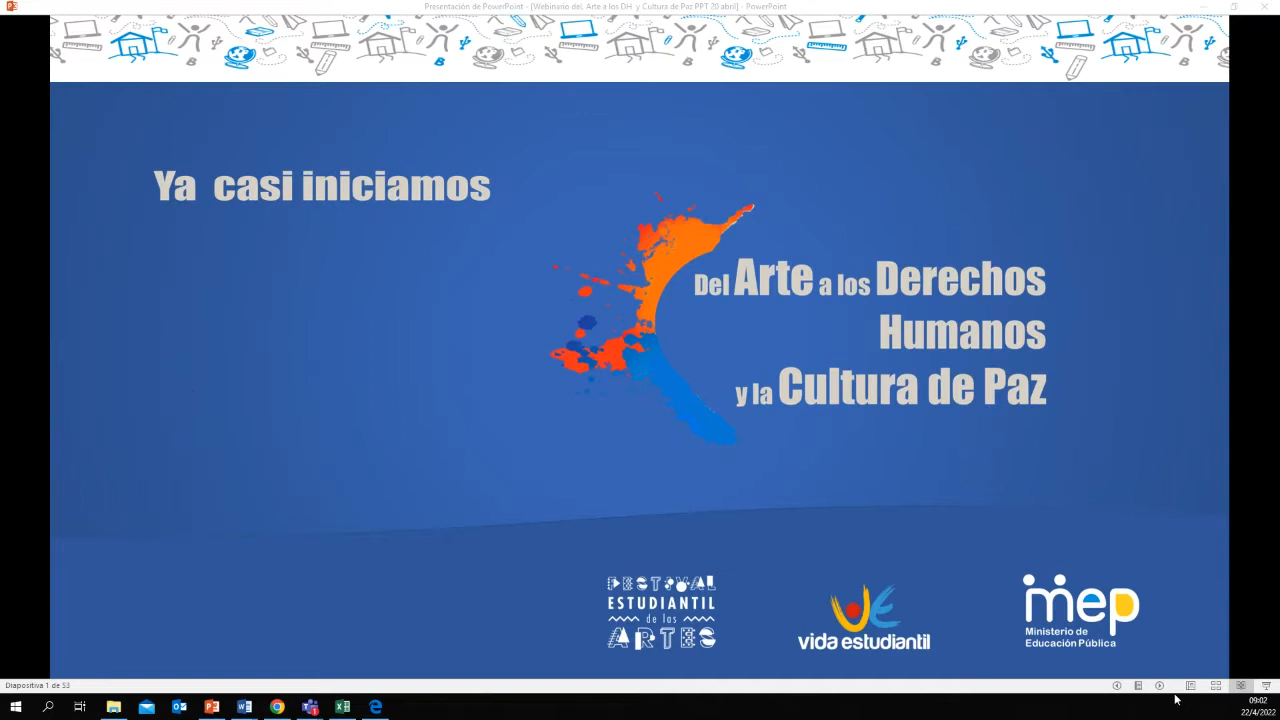 Presentación de PowerPoint - [Webinario del. Arte a los DH y Cultura de Paz PPT 20 abril] - PowerPoint
Ya casi iniciamos
Del Arte a los Derechos
Humanos
y la Cultura de Paz
FESTIVAL
ESTUDIANTIL
de las
ARTES
vida estudiantil
mep
Ministerio de
Educación Pública
Diapositiva 1 de 53
09:02
22/4/2022